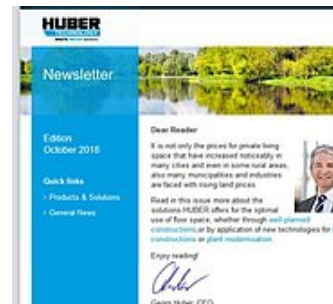 HUBER
TECHNOLOGY
WASTE WATER Solutions
Newsletter
Edition
October 2018
Quick links
› Products & Solutions
› General News
Dear Reader
It is not only the prices for private living
space that have increased noticeably in
many cities and even in some rural areas,
also many municipalities and industries
are faced with rising land prices.
Read in this issue more about the
solutions HUBER offers for the optimal
use of floor space, whether through well-planned
constructions or by application of new technologies for
constructions or plant modernisation.
Enjoy reading!
Georg Huber, CEO